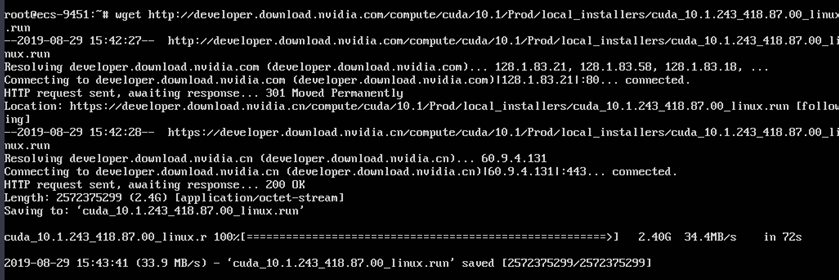 root@ecs-9451:~# wget http://developer.download.nvidia.com/compute/cuda/10.1/Prod/local_installers/cuda_10.1.243_418.87.00_linux
.run
--2019-08-29 15:42:27--  http://developer.download.nvidia.com/compute/cuda/10.1/Prod/local_installers/cuda_10.1.243_418.87.00_li
nux.run
Resolving developer.download.nvidia.com (developer.download.nvidia.com)... 128.1.83.21, 128.1.83.58, 128.1.83.18, ...
Connecting to developer.download.nvidia.com (developer.download.nvidia.com)|128.1.83.21|:80... connected.
HTTP request sent, awaiting response... 301 Moved Permanently
Location: https://developer.download.nvidia.cn/compute/cuda/10.1/Prod/local_installers/cuda_10.1.243_418.87.00_linux.run [follow
ing]
--2019-08-29 15:42:28--  https://developer.download.nvidia.cn/compute/cuda/10.1/Prod/local_installers/cuda_10.1.243_418.87.00_li
nux.run
Resolving developer.download.nvidia.cn (developer.download.nvidia.cn)... 60.9.4.131
Connecting to developer.download.nvidia.cn (developer.download.nvidia.cn)|60.9.4.131|:443... connected.
HTTP request sent, awaiting response... 200 OK
Length: 2572375299 (2.4G) [application/octet-stream]
Saving to: ‘cuda_10.1.243_418.87.00_linux.run’
cuda_10.1.243_418.87.00_linux.r 100%[======================================================>]   2.40G  34.4MB/s    in 72s
2019-08-29 15:43:41 (33.9 MB/s) - ‘cuda_10.1.243_418.87.00_linux.run’ saved [2572375299/2572375299]